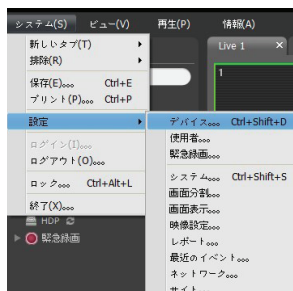 システム(S) ビュー(V) 再生(P) 情報(A)
新しいタブ(T)
排除(R)
保存(E)... Ctrl+E
プリント(P)... Ctrl+P
設定
ログイン(I)...
ログアウト(O)...
ロック... Ctrl+Alt+L
終了(X)...
HDP
緊急録画
Live 1 ×
1
デバイス... Ctrl+Shift+D
使用者...
緊急録画...
システム... Ctrl+Shift+S
画面分割...
画面表示...
映像設定...
レポート...
最近のイベント...
ネットワーク...
サイト